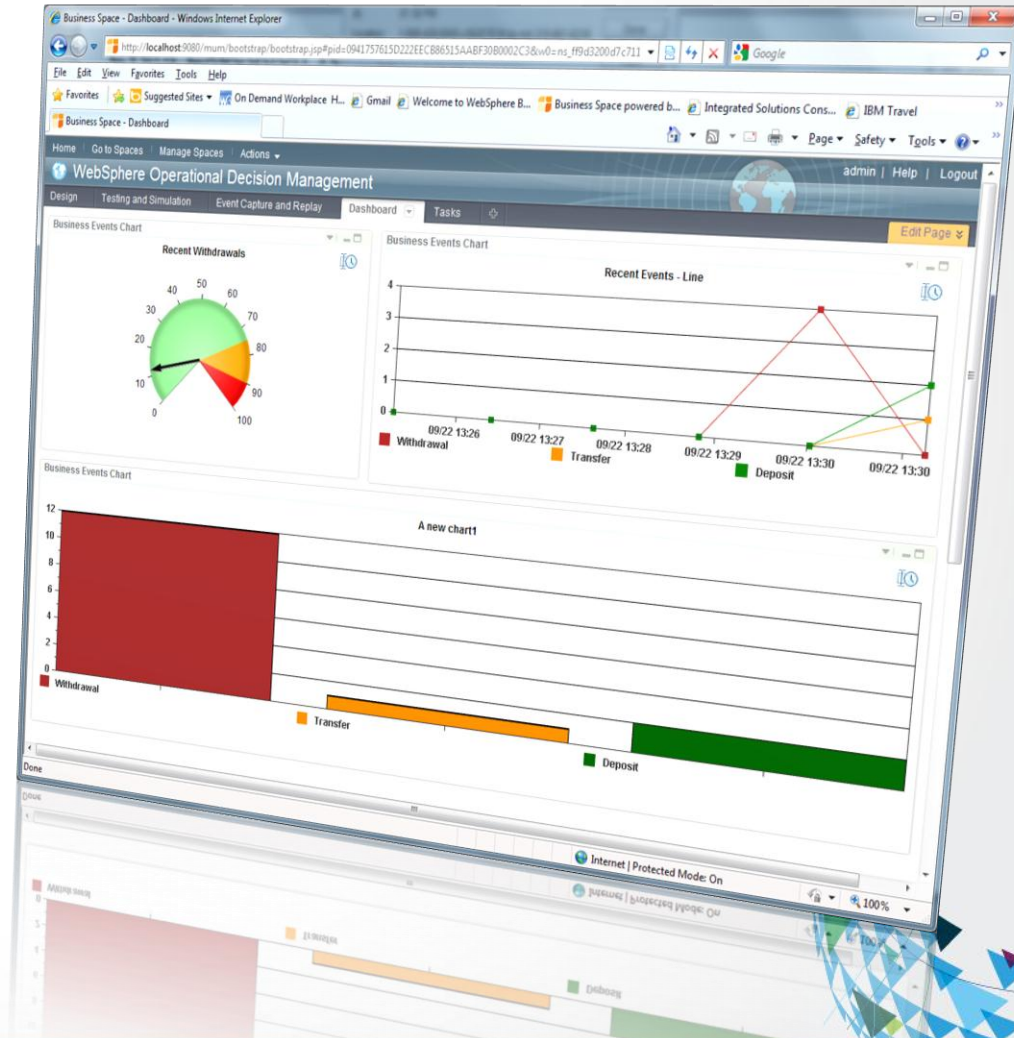 Business Space - Dashboard - Windows Internet Explorer
http://localhost:9080/mum/bootstrap/bootstrap.jsp#pid=0941757615D222EECB86515AABF30B0002C3&w0=ns_ff9d3200d7c711
Google
File Edit View Favorites Tools Help
Favorites Suggested Sites On Demand Workplace H... Gmail Welcome to WebSphere B... Business Space powered b... Integrated Solutions Cons... IBM Travel
Business Space - Dashboard
Page Safety Tools
Home Go to Spaces Manage Spaces Actions
admin | Help | Logout
WebSphere Operational Decision Management
Design Testing and Simulation Event Capture and Replay Dashboard Tasks
Edit Page
Business Events Chart
Recent Withdrawals
0 10 20 30 40 50 60 70 80 90 100
Business Events Chart
Recent Events - Line
4
3
2
1
0
09/22 13:26 09/22 13:27 09/22 13:28 09/22 13:29 09/22 13:30 09/22 13:30
Withdrawal Transfer Deposit
Business Events Chart
A new chart1
12
10
8
6
4
2
0
Withdrawal
Transfer
Deposit
Done
Internet | Protected Mode: On
100%